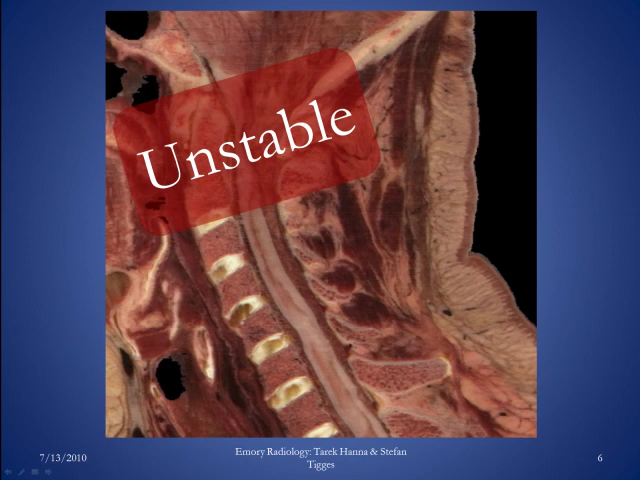 Unstable
7/13/2010
Emory Radiology: Tarek Hanna & Stefan
Tigges
6